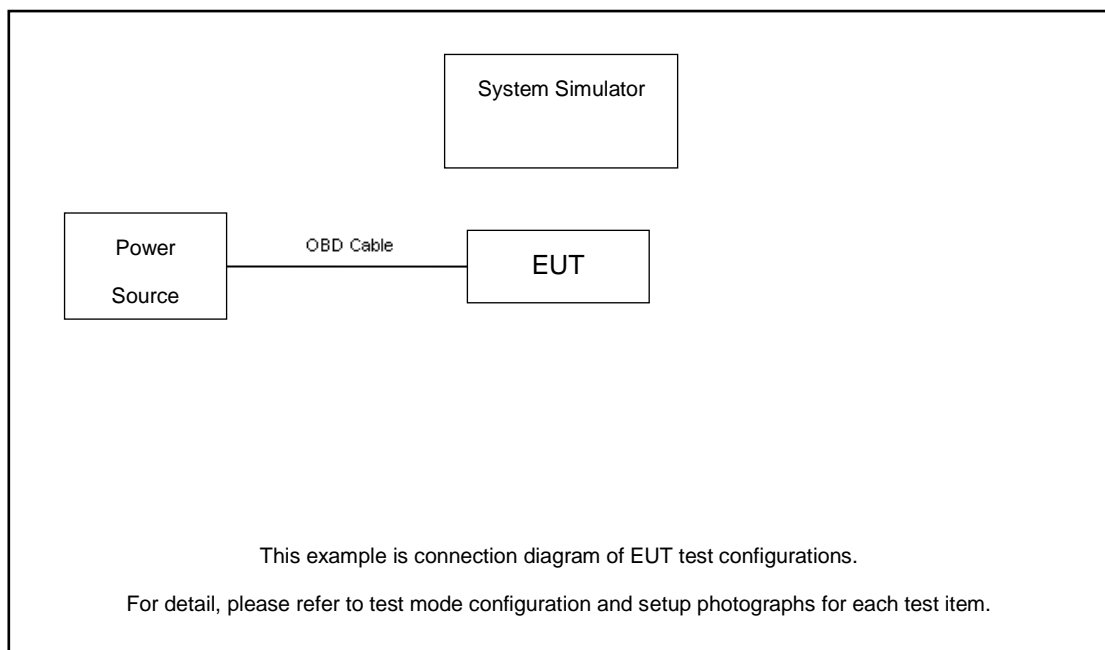 System Simulator
Power
Source
OBD Cable
EUT
This example is connection diagram of EUT test configurations.
For detail, please refer to test mode configuration and setup photographs for each test item.